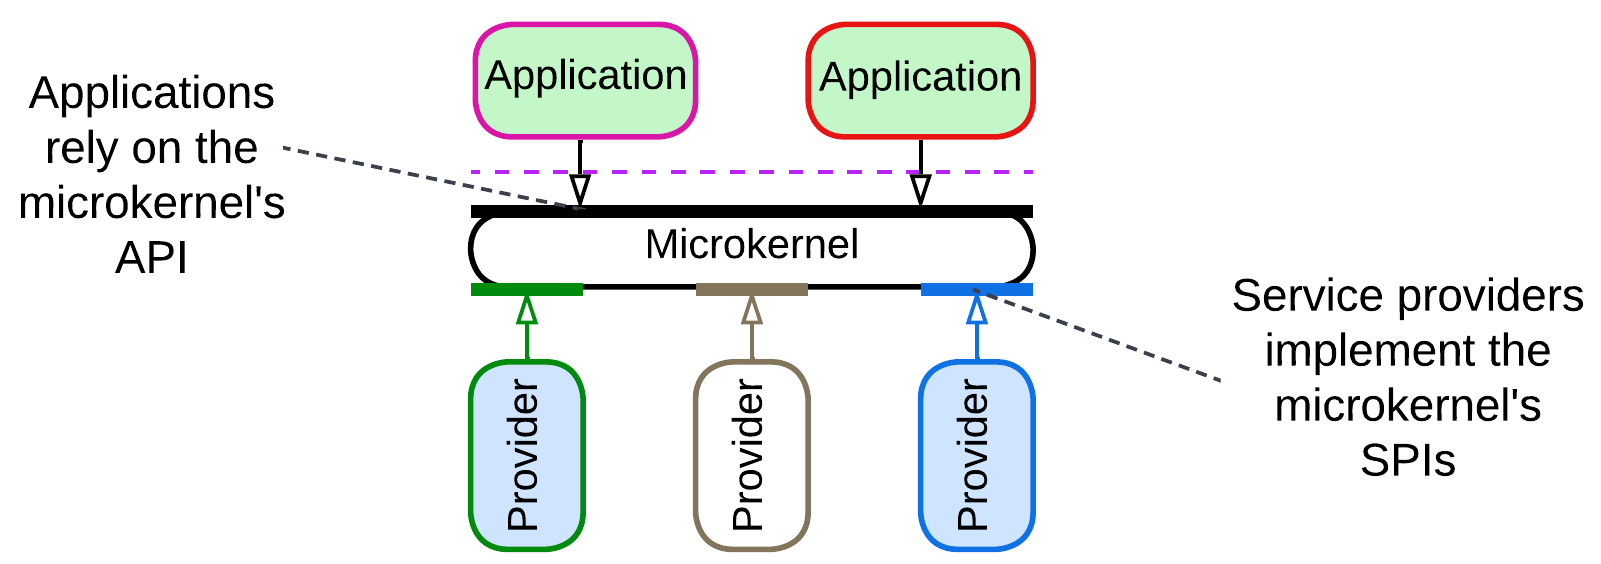 Applications
rely on the
microkernel's
API
Application
Application
Microkernel
Provider
Provider
Provider
Service providers
implement the
microkernel's
SPIs